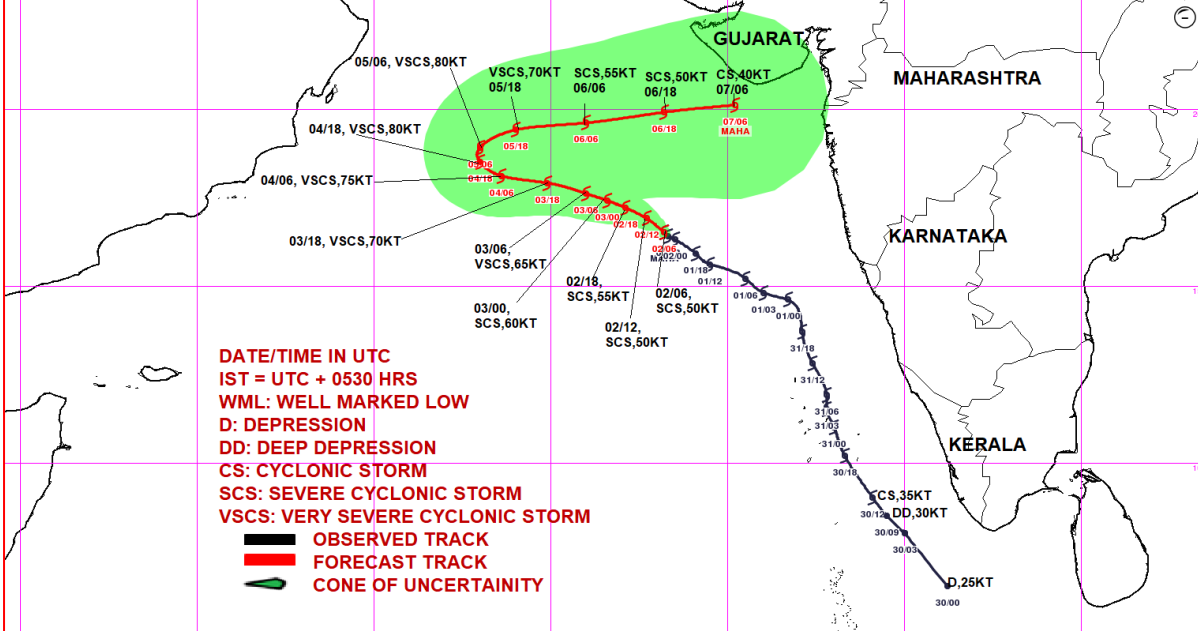 GUJARAT
05/06, VSCS,80KT
VSCS,70KT
05/18
SCS,55KT
06/06
SCS,50KT
06/18
CS,40KT
07/06
MAHARASHTRA
07/06
MAHA
06/18
06/06
05/18
04/18, VSCS,80KT
05/06
04/18
04/06, VSCS,75KT
04/06
03/18
03/06
03/00
02/18
02/12
02/06
02/00
03/18, VSCS,70KT
03/06,
VSCS,65KT
KARNATAKA
01/18
01/12
01/06
01/03
01/00
02/18,
SCS,55KT
02/06,
SCS,50KT
03/00,
SCS,60KT
02/12,
SCS,50KT
31/18
31/12
31/06
31/03
31/00
30/18
KERALA
DATE/TIME IN UTC
IST = UTC + 0530 HRS
WML: WELL MARKED LOW
D: DEPRESSION
DD: DEEP DEPRESSION
CS: CYCLONIC STORM
SCS: SEVERE CYCLONIC STORM
VSCS: VERY SEVERE CYCLONIC STORM
OBSERVED TRACK
FORECAST TRACK
CONE OF UNCERTAINITY
CS,35KT
30/12
DD,30KT
30/09
30/03
D,25KT
30/00